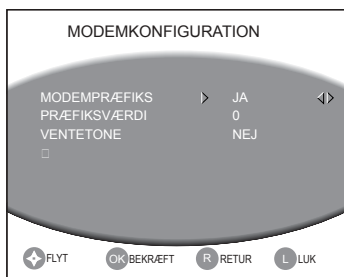 MODEMKONFIGURATION
MODEMPRÆFIKS JA
PRÆFIKSVÆRDI 0
VENTETONE NEJ
FLYT OK BEKRÆFT R RETUR L LUK